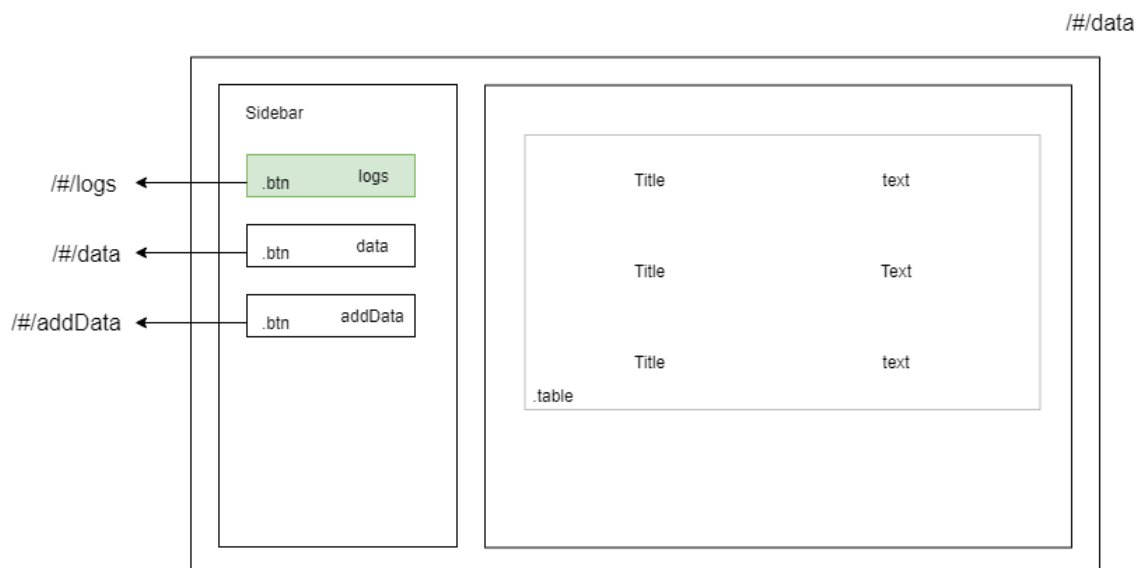 /#/data
Sidebar
/#/logs
.btn logs
/#/data
.btn data
/#/addData
.btn addData
Title text
Title Text
Title text
.table